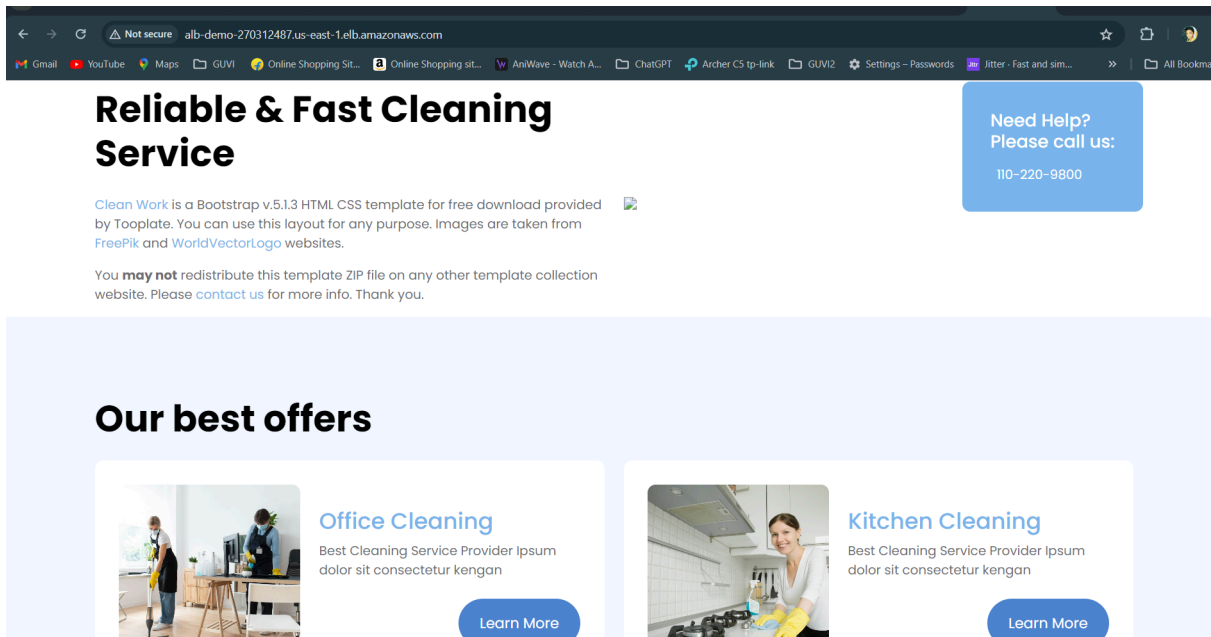 Not secure alb-demo-270312487.us-east-1.elb.amazonaws.com
Gmail YouTube Maps GUVI Online Shopping Sit... a Online Shopping sit... W AniWave - Watch A... ChatGPT Archer C5 tp-link GUVI2 Settings – Passwords Jttr Jitter - Fast and sim... » All Bookma
Reliable & Fast Cleaning
Service
Clean Work is a Bootstrap v.5.1.3 HTML CSS template for free download provided
by Tooplate. You can use this layout for any purpose. Images are taken from
FreePik and WorldVectorLogo websites.
You may not redistribute this template ZIP file on any other template collection
website. Please contact us for more info. Thank you.
Need Help?
Please call us:
110-220-9800
Our best offers
Office Cleaning
Best Cleaning Service Provider Ipsum
dolor sit consectetur kengan
Learn More
Kitchen Cleaning
Best Cleaning Service Provider Ipsum
dolor sit consectetur kengan
Learn More